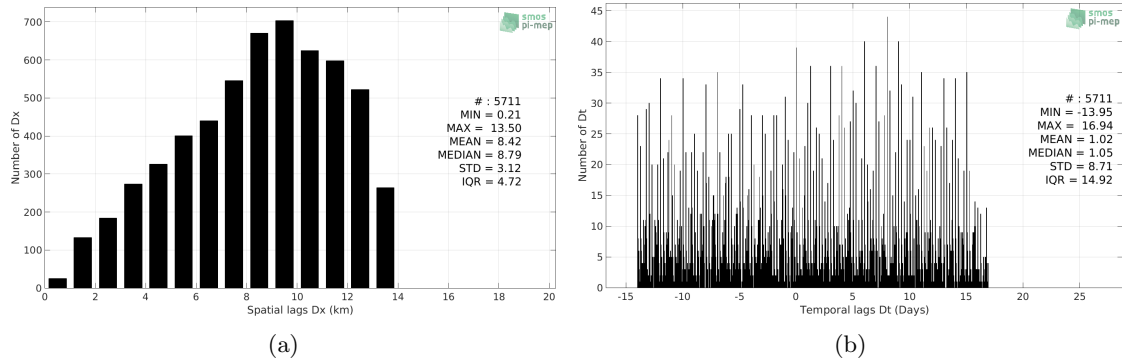 700
600
500
400
300
200
100
0
Number of Dx
0 2 4 6 8 10 12 14 16 18 20
Spatial lags Dx (km)
smos
pi-mep
# : 5711
MIN = 0.21
MAX = 13.50
MEAN = 8.42
MEDIAN = 8.79
STD = 3.12
IQR = 4.72
(a)
45
40
35
30
25
20
15
10
5
0
Number of Dt
-15 -10 -5 0 5 10 15 20 25
Temporal lags Dt (Days)
smos
pi-mep
# : 5711
MIN = -13.95
MAX = 16.94
MEAN = 1.02
MEDIAN = 1.05
STD = 8.71
IQR = 14.92
(b)